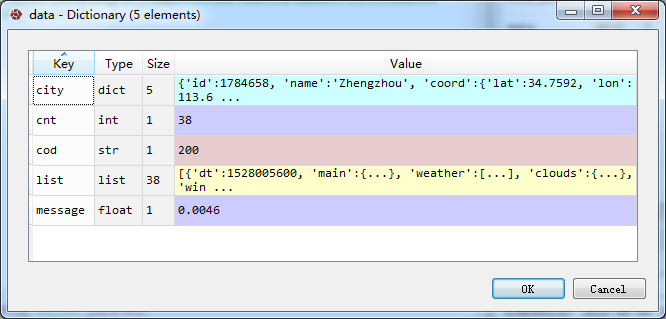 data - Dictionary (5 elements)
Key Type Size Value
city dict 5 {'id':1784658, 'name':'Zhengzhou', 'coord':{'lat':34.7592, 'lon':
113.6 ...
cnt int 1 38
cod str 1 200
list list 38 [{'dt':1528005600, 'main':{...}, 'weather':[...], 'clouds':{...},
'win ...
message float 1 0.0046
OK Cancel